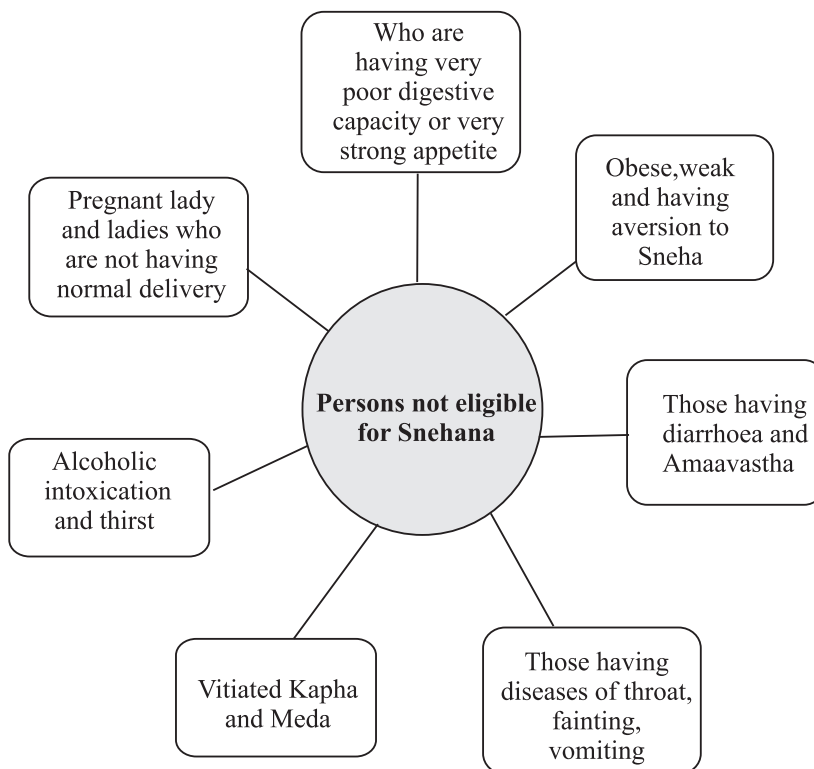 Who are
having very
poor digestive
capacity or very
strong appetite
Obese,weak
and having
aversion to
Sneha
Pregnant lady
and ladies who
are not having
normal delivery
Persons not eligible
for Snehana
Those having
diarrhoea and
Amaavastha
Alcoholic
intoxication
and thirst
Those having
diseases of throat,
fainting,
vomiting
Vitiated Kapha
and Meda